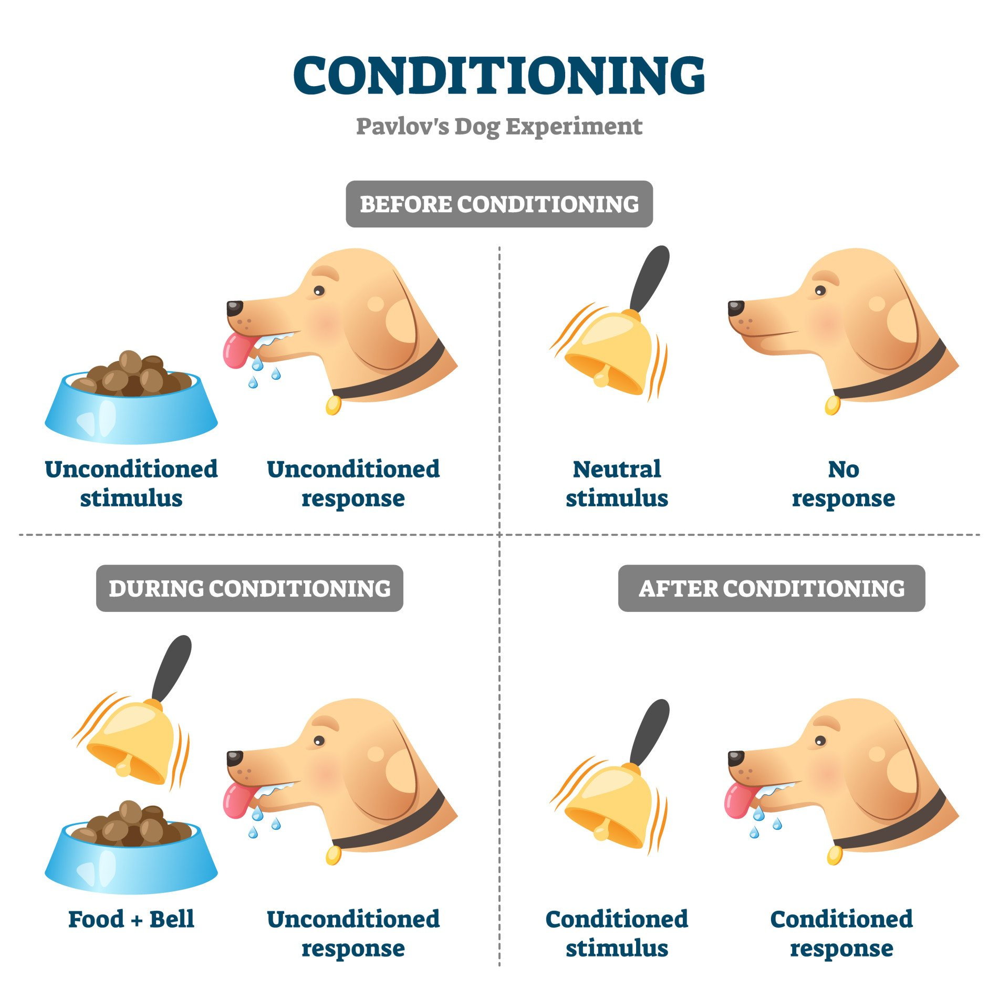 CONDITIONING
Pavlov's Dog Experiment
BEFORE CONDITIONING
Unconditioned
stimulus
Unconditioned
response
Neutral
stimulus
No
response
DURING CONDITIONING
Food + Bell
Unconditioned
response
AFTER CONDITIONING
Conditioned
stimulus
Conditioned
response